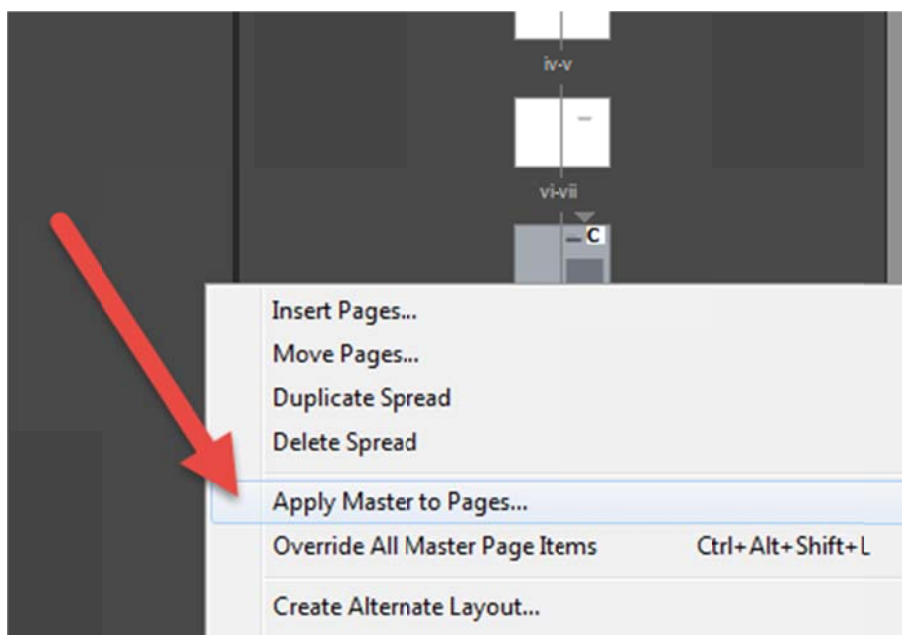 iv-v
vi-vii
C
Insert Pages...
Move Pages...
Duplicate Spread
Delete Spread
Apply Master to Pages...
Override All Master Page Items Ctrl+Alt+Shift+L
Create Alternate Layout...